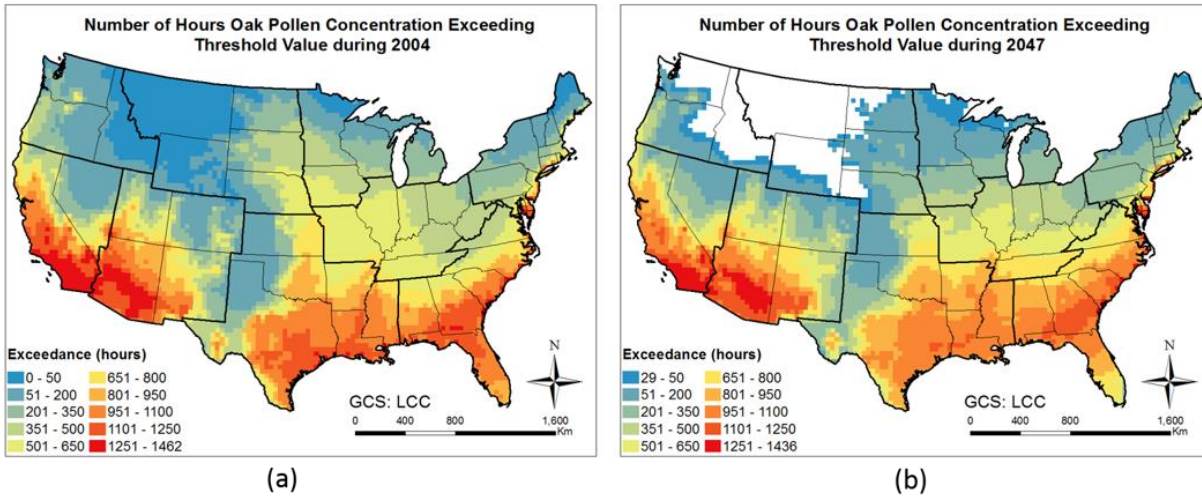 Number of Hours Oak Pollen Concentration Exceeding
Threshold Value during 2004
Exceedance (hours)
0 - 50
51 - 200
201 - 350
351 - 500
501 - 650
651 - 800
801 - 950
951 - 1100
1101 - 1250
1251 - 1462
N
GCS: LCC
0 400 800 1,600
Km
(a)
Number of Hours Oak Pollen Concentration Exceeding
Threshold Value during 2047
Exceedance (hours)
29 - 50
51 - 200
201 - 350
351 - 500
501 - 650
651 - 800
801 - 950
951 - 1100
1101 - 1250
1251 - 1436
N
GCS: LCC
0 400 800 1,600
Km
(b)